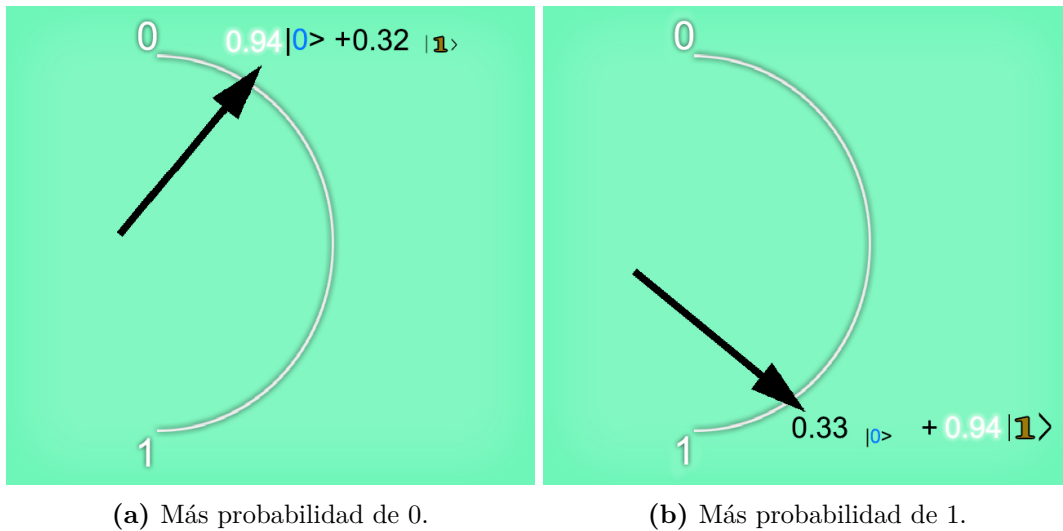 0
0.94|0> +0.32 |1⟩
1
(a) Más probabilidad de 0.
0
0.33 |0> + 0.94|1⟩
1
(b) Más probabilidad de 1.